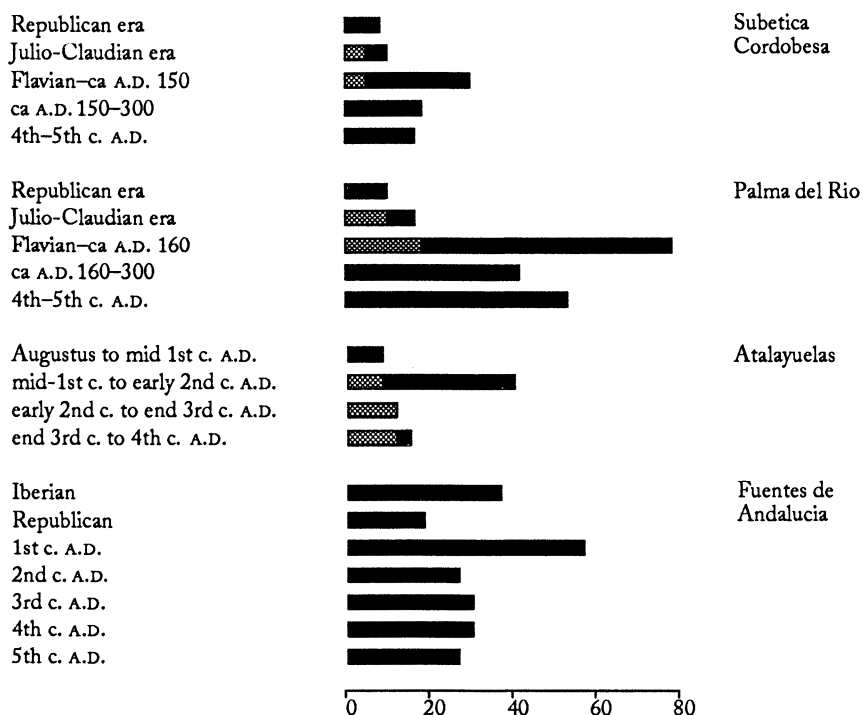 Republican era
Julio-Claudian era
Flavian–ca A.D. 150
ca A.D. 150–300
4th–5th c. A.D.
Subetica
Cordobesa
Republican era
Julio-Claudian era
Flavian–ca A.D. 160
ca A.D. 160–300
4th–5th c. A.D.
Palma del Rio
Augustus to mid 1st c. A.D.
mid-1st c. to early 2nd c. A.D.
early 2nd c. to end 3rd c. A.D.
end 3rd c. to 4th c. A.D.
Atalayuelas
Iberian
Republican
1st c. A.D.
2nd c. A.D.
3rd c. A.D.
4th c. A.D.
5th c. A.D.
Fuentes de
Andalucia
0 20 40 60 80